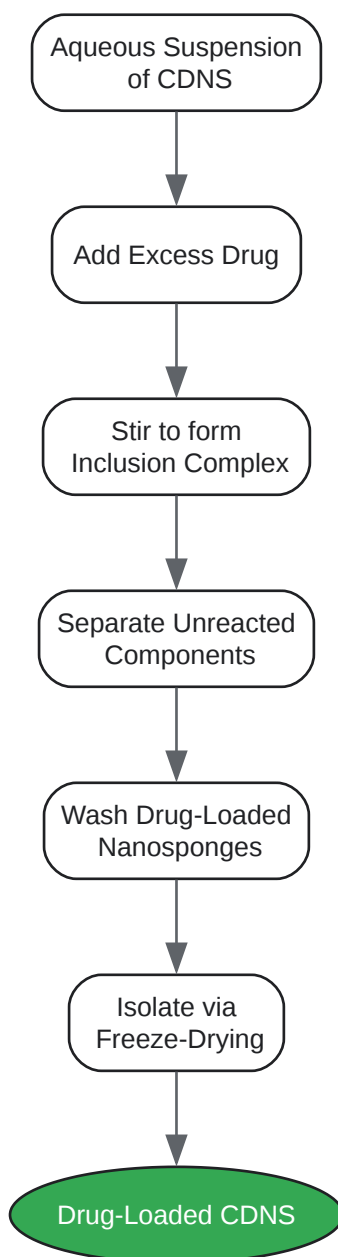 Aqueous Suspension
of CDNS
Add Excess Drug
Stir to form
Inclusion Complex
Separate Unreacted
Components
Wash Drug-Loaded
Nanosponges
Isolate via
Freeze-Drying
Drug-Loaded CDNS